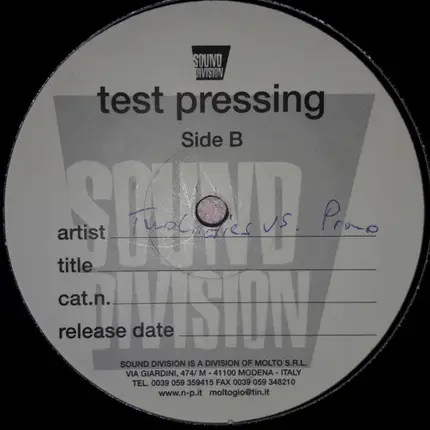 SOUND
DIVISION
test pressing
Side B
SOUND
DIVISION
artist vs. Promo
title
cat.n.
release date
SOUND DIVISION IS A DIVISION OF MOLTO S.R.L.
VIA GIARDINI, 474/ M - 41100 MODENA - ITALY
TEL. 0039 059 359415 FAX 0039 059 348210
www.n-p.it moltogio@tin.it